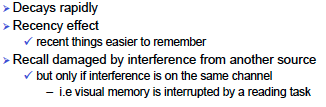 Decays rapidly
Recency effect
recent things easier to remember
Recall damaged by interference from another source
but only if interference is on the same channel
– i.e visual memory is interrupted by a reading task